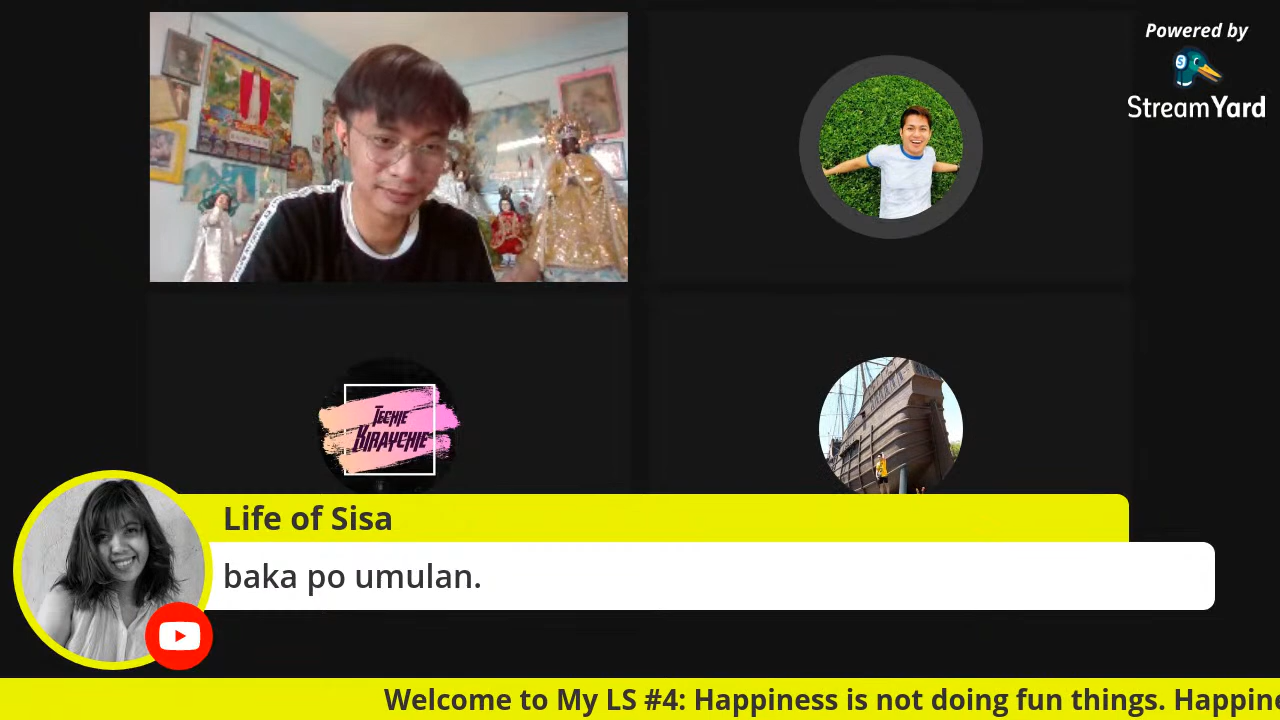 Powered by
StreamYard
TECHIE
KIRAYCHIE
Life of Sisa
baka po umulan.
Welcome to My LS #4: Happiness is not doing fun things. Happine